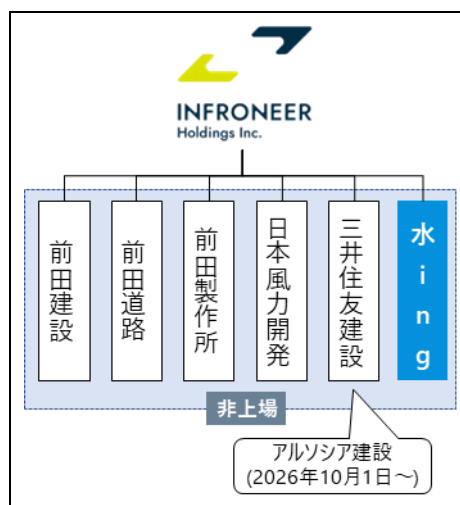 INFRONEER
Holdings Inc.
前田建設
前田道路
前田製作所
日本風力開発
三井住友建設
水ing
非上場
アルソシア建設
(2026年10月1日~)